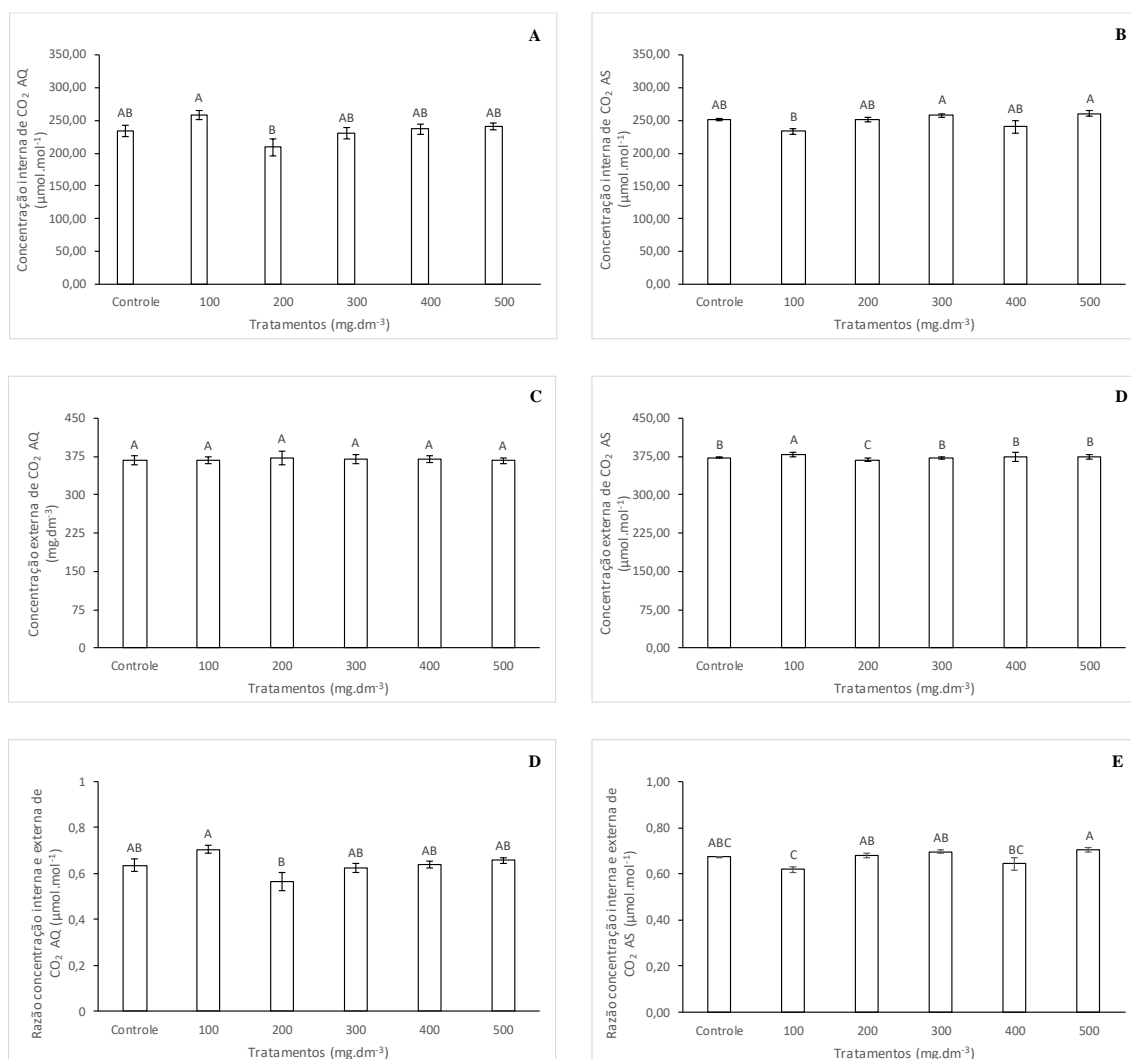 A
Concentração interna de CO₂ AQ
(µmol.mol⁻¹)
350,00
300,00
250,00
200,00
150,00
100,00
50,00
0,00
AB
A
B
AB
AB
AB
Controle 100 200 300 400 500
Tratamentos (mg.dm⁻³)
B
Concentração interna de CO₂ AS
(µmol.mol⁻¹)
350,00
300,00
250,00
200,00
150,00
100,00
50,00
0,00
AB
B
AB
A
AB
A
Controle 100 200 300 400 500
Tratamentos (mg.dm⁻³)
C
Concentração externa de CO₂ AQ
(mg.dm⁻³)
450
375
300
225
150
75
0
A
A
A
A
A
A
Controle 100 200 300 400 500
Tratamentos (mg.dm⁻³)
D
Concentração externa de CO₂ AS
(µmol.mol⁻¹)
450,00
375,00
300,00
225,00
150,00
75,00
0,00
B
A
C
B
B
B
Controle 100 200 300 400 500
Tratamentos (mg.dm⁻³)
D
Razão concentração interna e externa de
CO₂ AQ (µmol.mol⁻¹)
1
0,8
0,6
0,4
0,2
0
AB
A
B
AB
AB
AB
Controle 100 200 300 400 500
Tratamentos (mg.dm⁻³)
E
Razão concentração interna e externa de
CO₂ AS (µmol.mol⁻¹)
1,00
0,80
0,60
0,40
0,20
0,00
ABC
C
AB
AB
BC
A
Controle 100 200 300 400 500
Tratamentos (mg.dm⁻³)